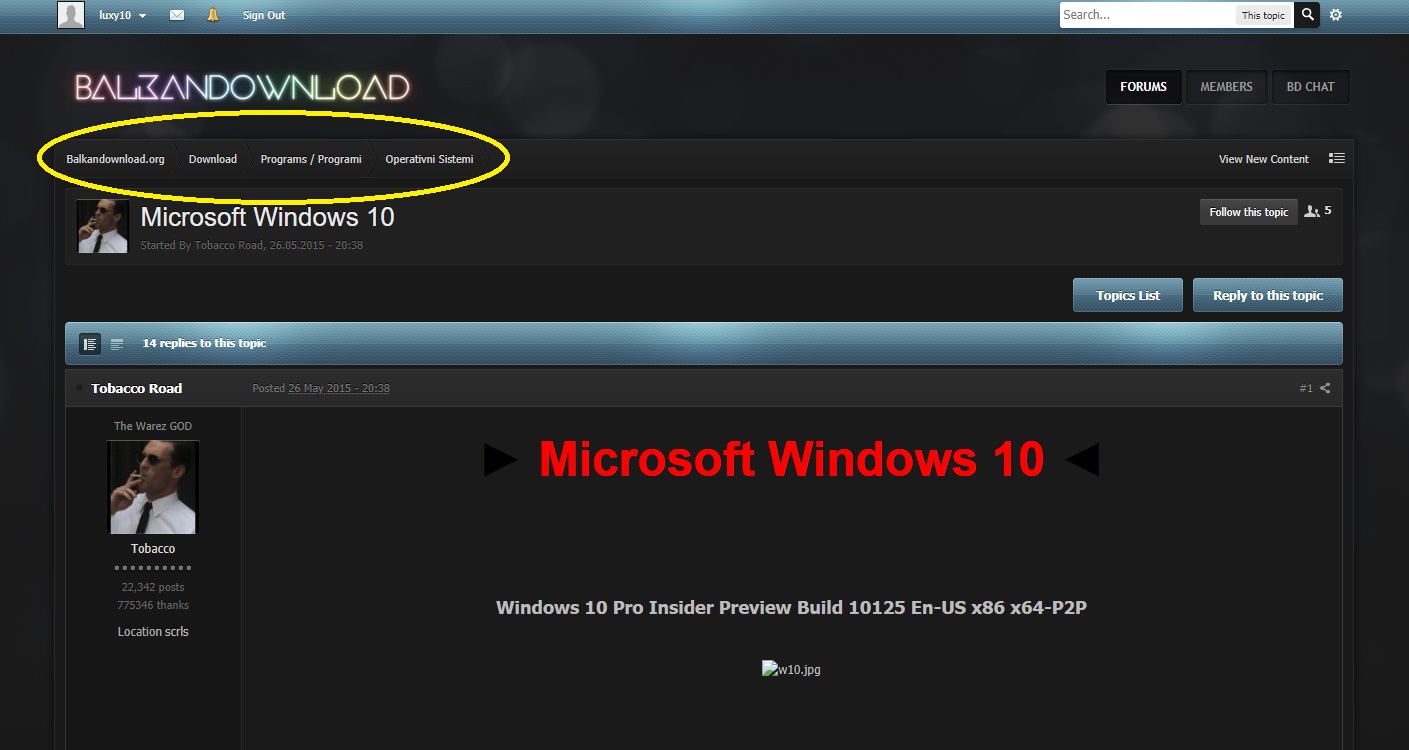 luxy10
Sign Out
Search...
This topic
BALKANDOWNLOAD
FORUMS
MEMBERS
BD CHAT
Balkandownload.org
Download
Programs / Programi
Operativni Sistemi
View New Content
Microsoft Windows 10
Started By Tobacco Road, 26.05.2015 - 20:38
Follow this topic
5
Topics List
Reply to this topic
14 replies to this topic
Tobacco Road
Posted 26 May 2015 - 20:38
#1
The Warez GOD
Tobacco
22,342 posts
775346 thanks
Location scrls
► Microsoft Windows 10 ◄
Windows 10 Pro Insider Preview Build 10125 En-US x86 x64-P2P
w10.jpg